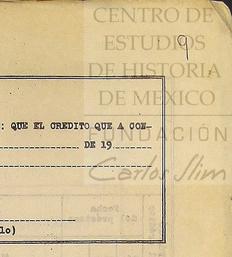 CENTRO DE
ESTUDIOS
DE HISTORIA
DE MEXICO
FUNDACIÓN
Carlos Slim
9
: QUE EL CREDITO QUE A CON-
DE 19
lo)